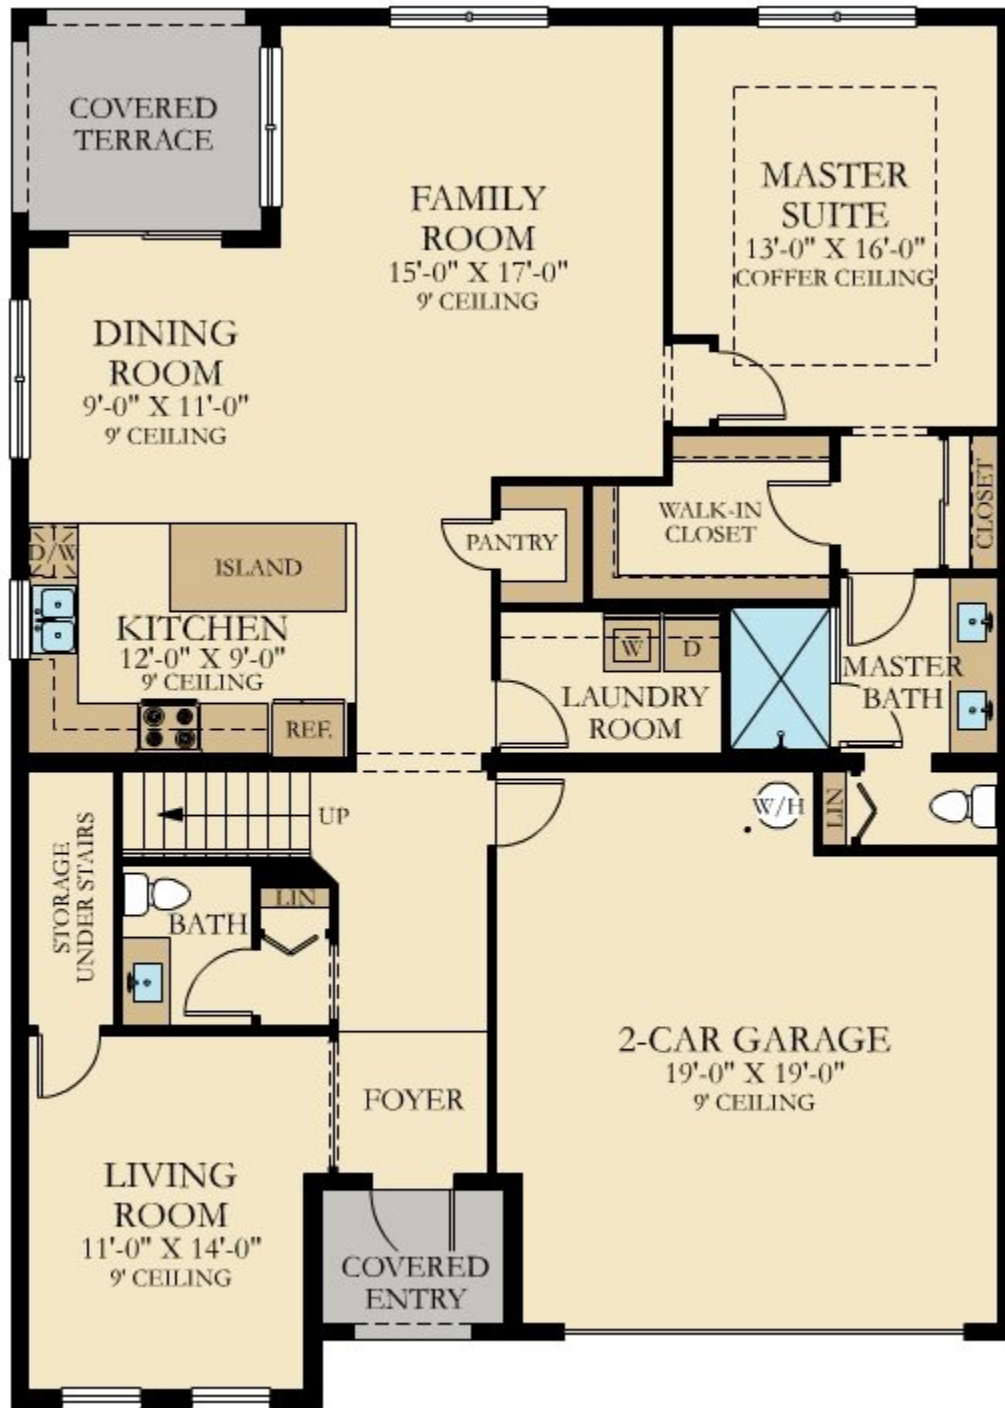 COVERED
TERRACE
FAMILY
ROOM
15'-0" X 17'-0"
9' CEILING
MASTER
SUITE
13'-0" X 16'-0"
COFFER CEILING
DINING
ROOM
9'-0" X 11'-0"
9' CEILING
WALK-IN
CLOSET
CLOSET
PANTRY
D/W
ISLAND
KITCHEN
12'-0" X 9'-0"
9' CEILING
REF.
W
D
LAUNDRY
ROOM
MASTER
BATH
UP
W/H
LIN
STORAGE
UNDER STAIRS
LIN
BATH
2-CAR GARAGE
19'-0" X 19'-0"
9' CEILING
FOYER
LIVING
ROOM
11'-0" X 14'-0"
9' CEILING
COVERED
ENTRY